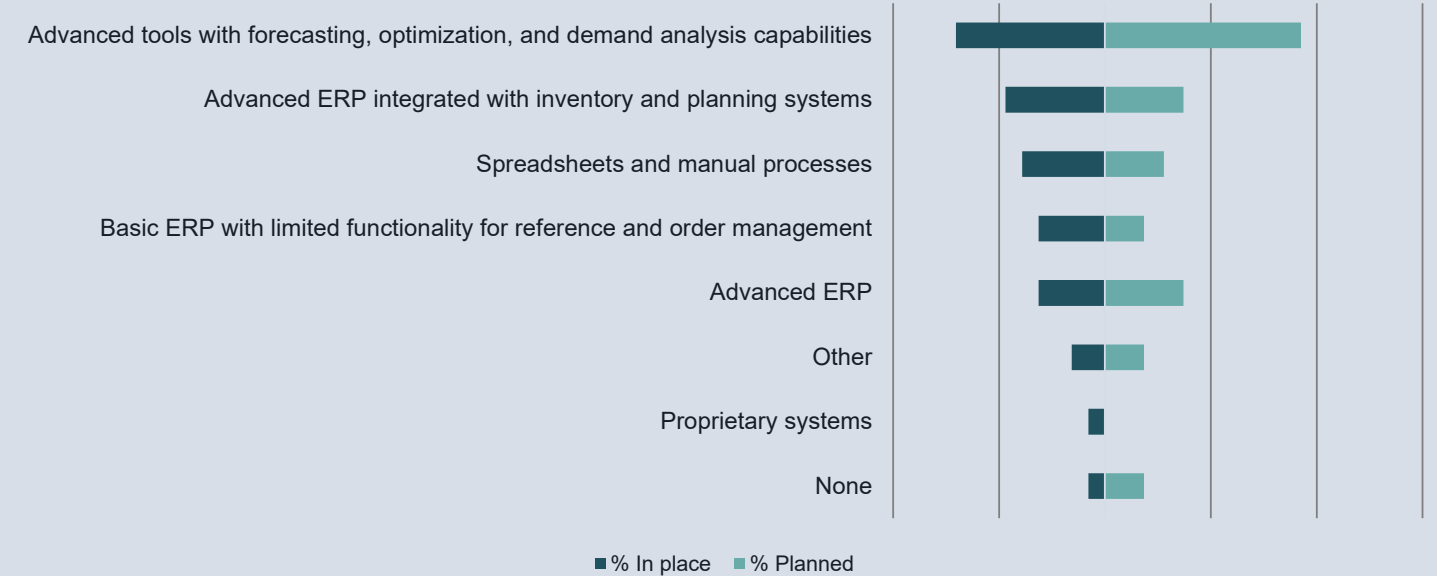 Advanced tools with forecasting, optimization, and demand analysis capabilities
Advanced ERP integrated with inventory and planning systems
Spreadsheets and manual processes
Basic ERP with limited functionality for reference and order management
Advanced ERP
Other
Proprietary systems
None
% In place % Planned